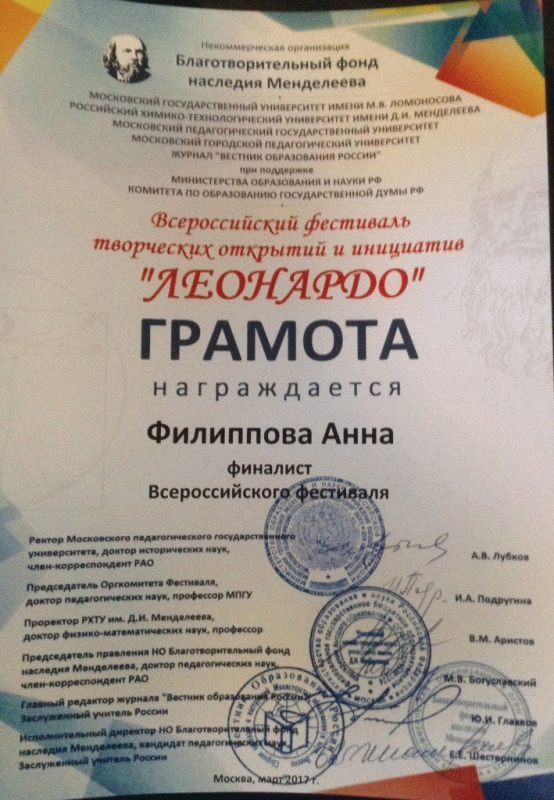 Некоммерческая организация
Благотворительный фонд
наследия Менделеева
МОСКОВСКИЙ ГОСУДАРСТВЕННЫЙ УНИВЕРСИТЕТ ИМЕНИ М.В. ЛОМОНОСОВА
РОССИЙСКИЙ ХИМИКО-ТЕХНОЛОГИЧЕСКИЙ УНИВЕРСИТЕТ ИМЕНИ Д.И. МЕНДЕЛЕЕВА
МОСКОВСКИЙ ПЕДАГОГИЧЕСКИЙ ГОСУДАРСТВЕННЫЙ УНИВЕРСИТЕТ
МОСКОВСКИЙ ГОРОДСКОЙ ПЕДАГОГИЧЕСКИЙ УНИВЕРСИТЕТ
ЖУРНАЛ "ВЕСТНИК ОБРАЗОВАНИЯ РОССИИ"
при поддержке
МИНИСТЕРСТВА ОБРАЗОВАНИЯ И НАУКИ РФ
КОМИТЕТА ПО ОБРАЗОВАНИЮ ГОСУДАРСТВЕННОЙ ДУМЫ РФ
Всероссийский фестиваль
творческих открытий и инициатив
"ЛЕОНАРДО"
ГРАМОТА
награждается
Филиппова Анна
финалист
Всероссийского фестиваля
Ректор Московского педагогического государственного
университета, доктор исторических наук,
член-корреспондент РАО
А.В. Лубков
Председатель Оргкомитета Фестиваля,
доктор педагогических наук, профессор МПГУ
И.А. Подругина
Проректор РХТУ им. Д.И. Менделеева,
доктор физико-математических наук, профессор
В.М. Аристов
Председатель правления НО Благотворительный фонд
наследия Менделеева, доктор педагогических наук,
член-корреспондент РАО
М.В. Богуславский
Главный редактор журнала "Вестник образования России"
Заслуженный учитель России
Ю.И. Глазков
Исполнительный директор НО Благотворительный фонд
наследия Менделеева, кандидат педагогических наук,
Заслуженный учитель России
Е.Е. Шестернинов
Москва, март 2017 г.